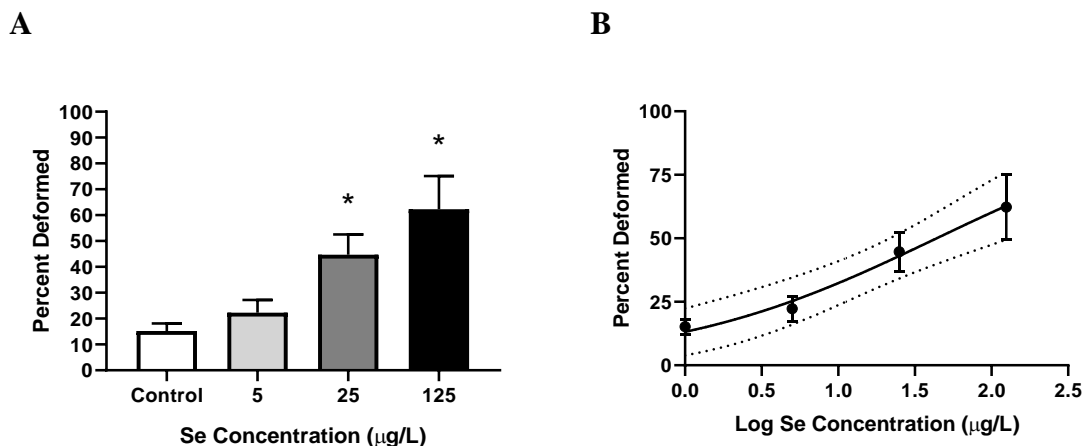 A
B
100
90
80
70
60
50
40
30
20
10
0
Percent Deformed
*
*
Control 5 25 125
Se Concentration (μg/L)
100
75
50
25
0
Percent Deformed
0.0 0.5 1.0 1.5 2.0 2.5
Log Se Concentration (μg/L)